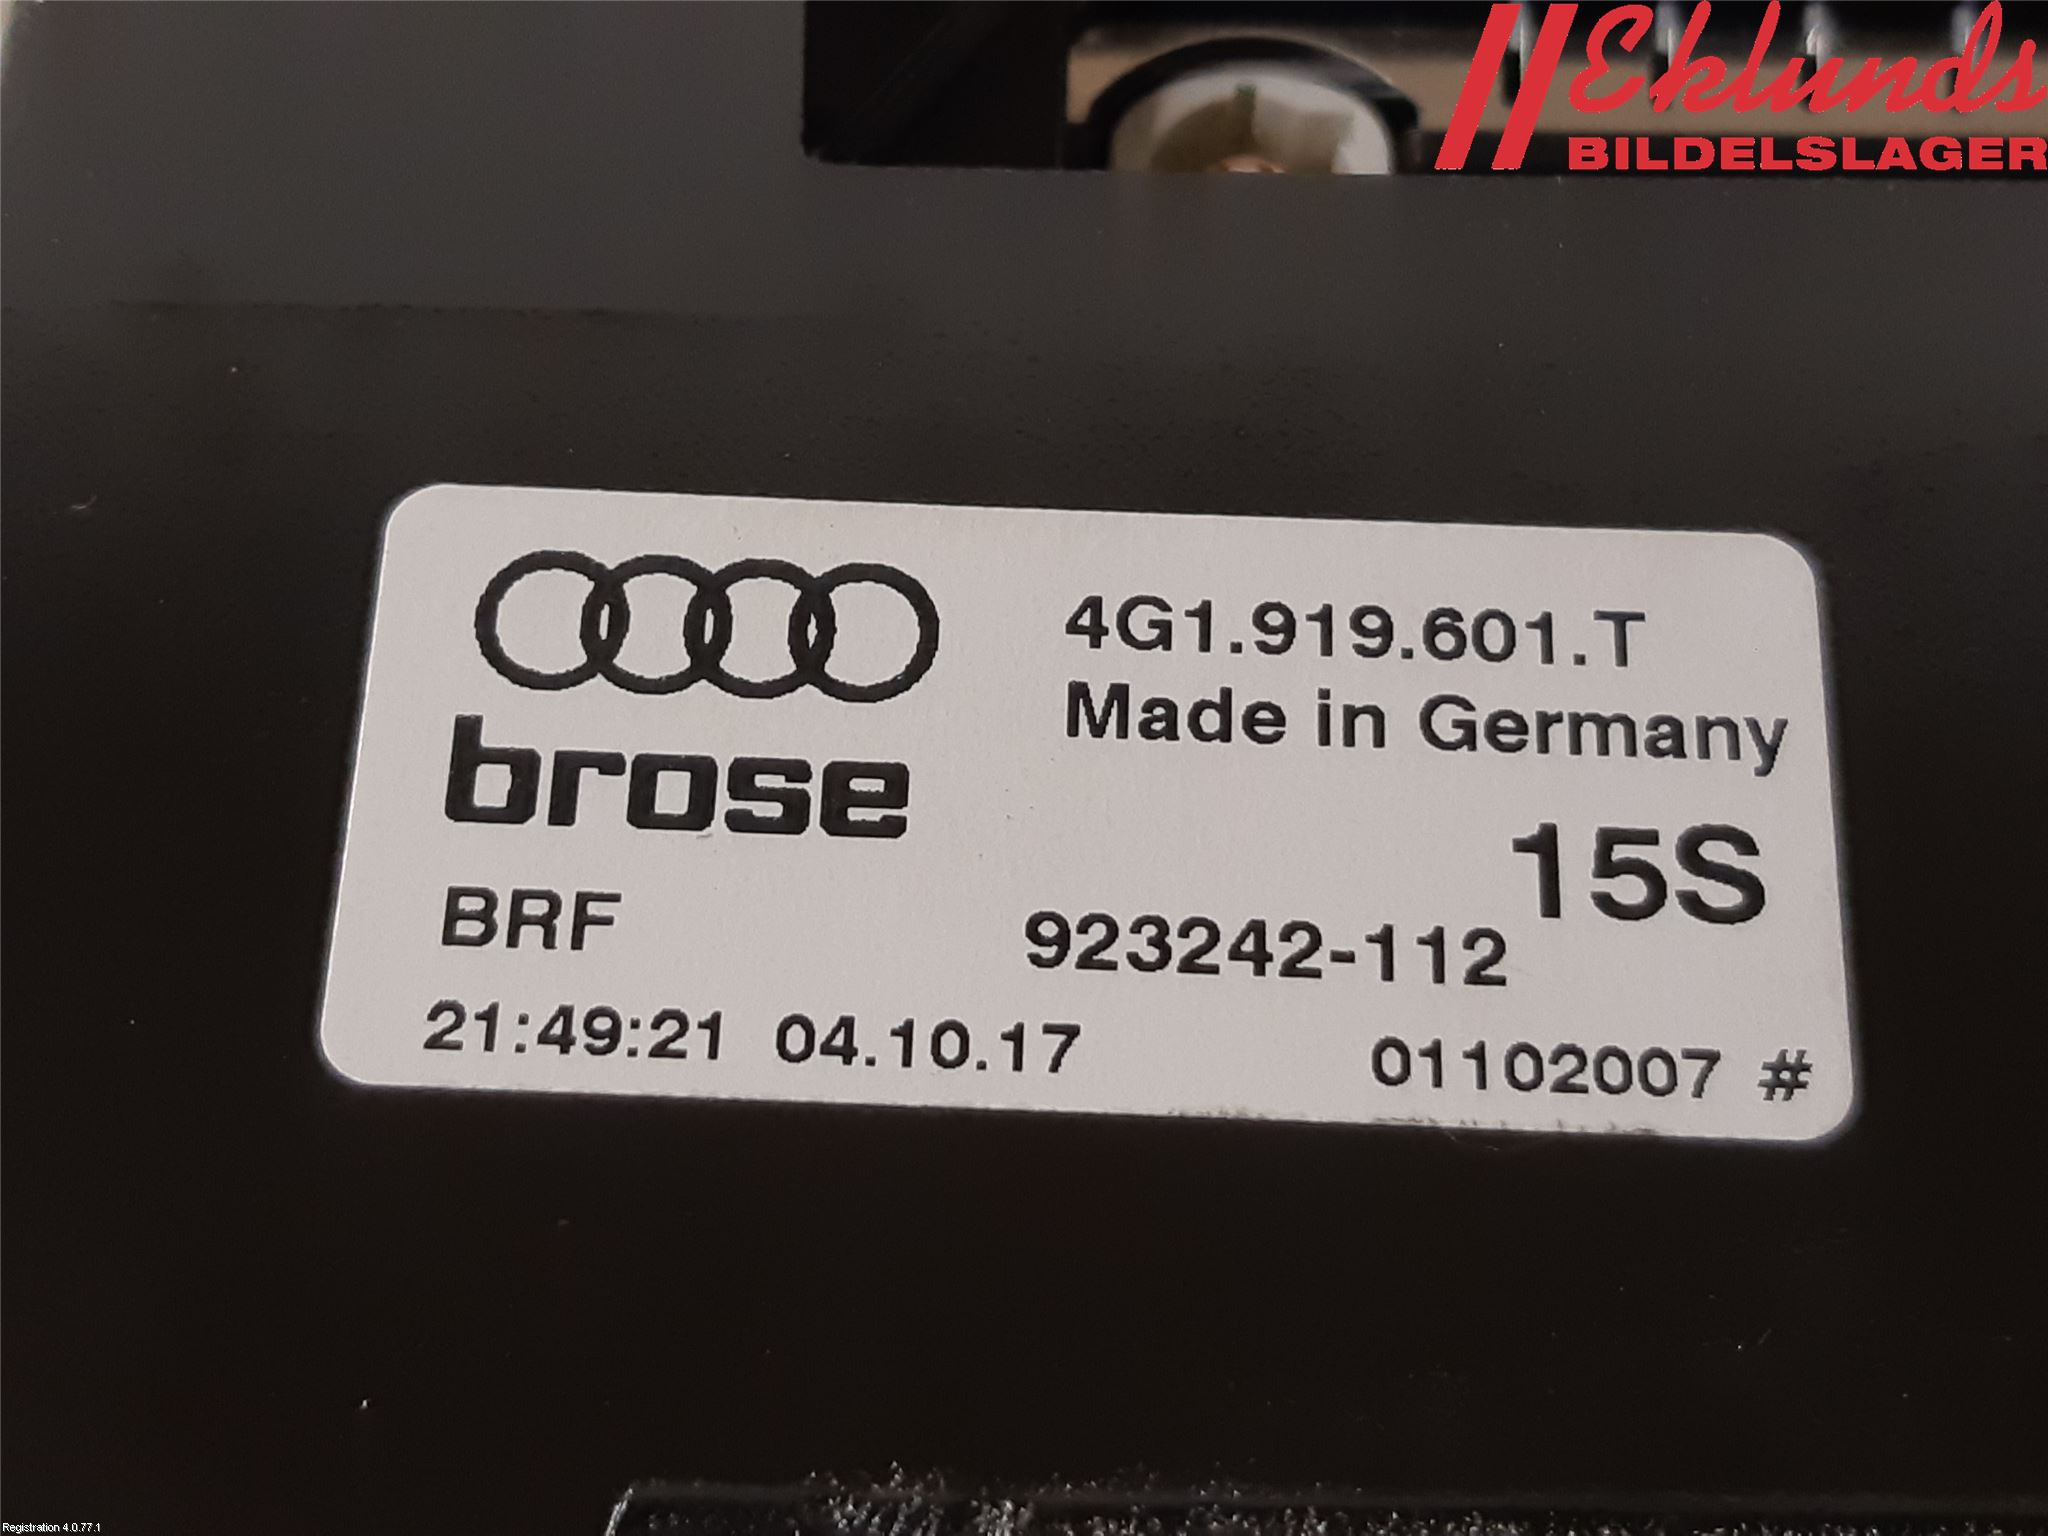 Eklunds
BILDELSLAGER
4G1.919.601.T
Made in Germany
brose
15S
BRF
923242-112
21:49:21 04.10.17
01102007 #
Registration 4.0.77.1